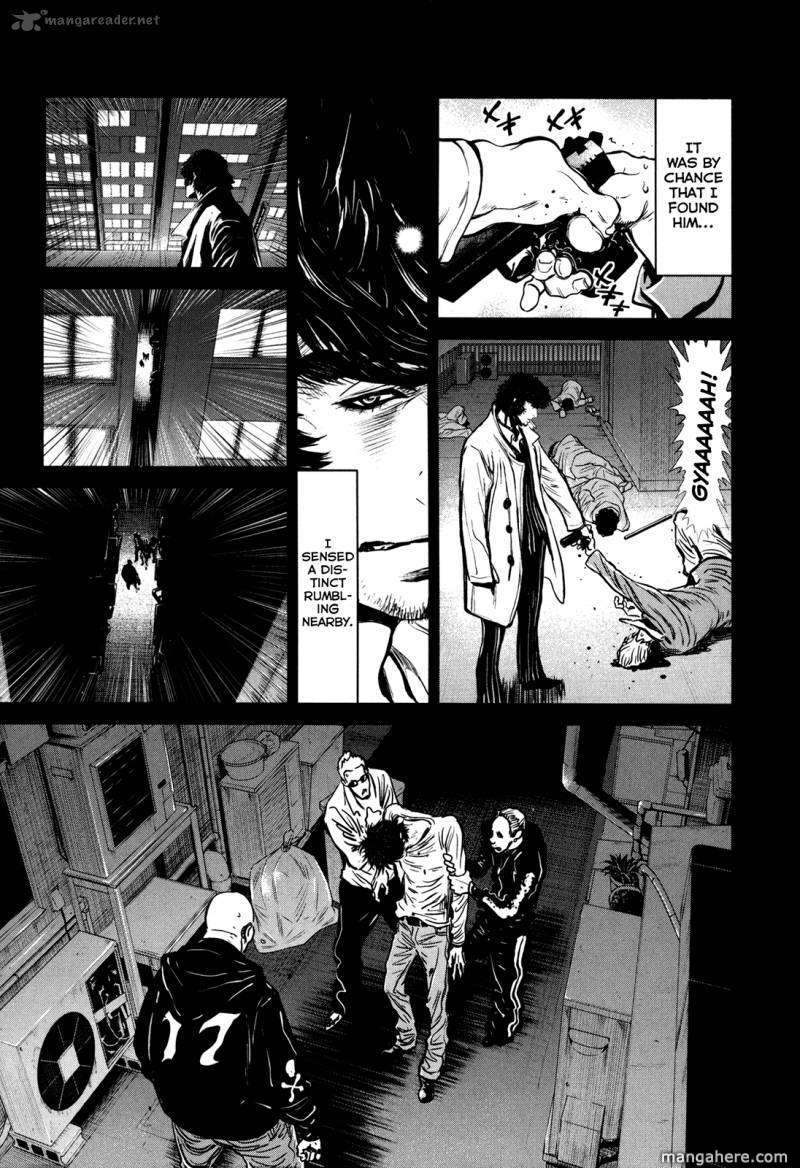 mangareader.net
IT
WAS BY
CHANCE
THAT I
FOUND
HIM...
GYAAAAAAH!
I
SENSED
A DIS-
TINCT
RUMBL-
ING
NEARBY.
17
mangahere.com